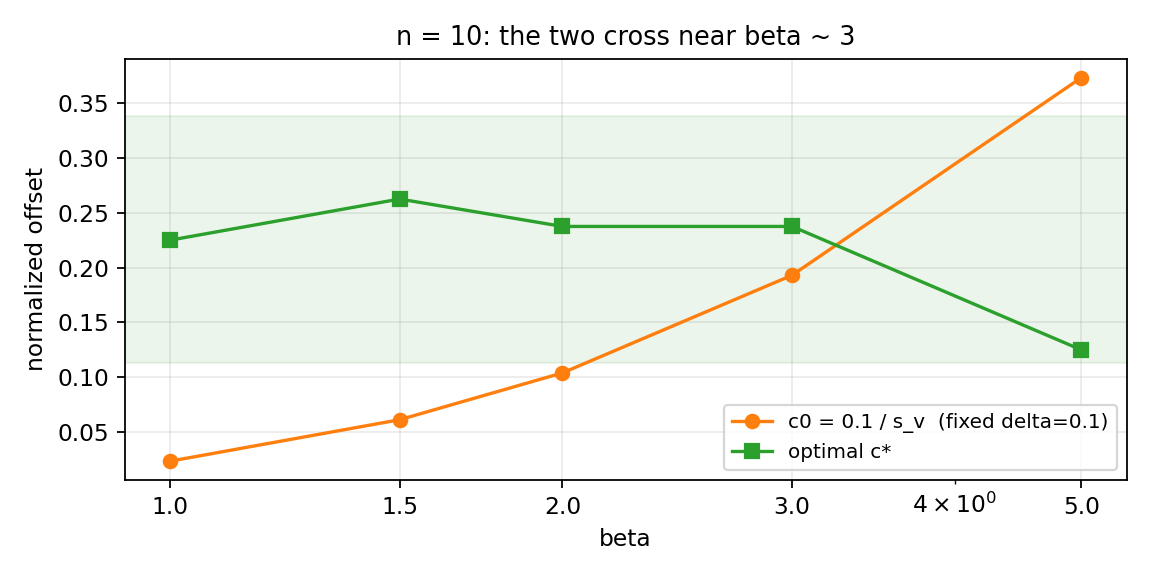 n = 10: the two cross near beta ~ 3
normalized offset
0.35
0.30
0.25
0.20
0.15
0.10
0.05
c0 = 0.1 / s_v (fixed delta=0.1)
optimal c*
1.0 1.5 2.0 3.0 4 × 10⁰ 5.0
beta